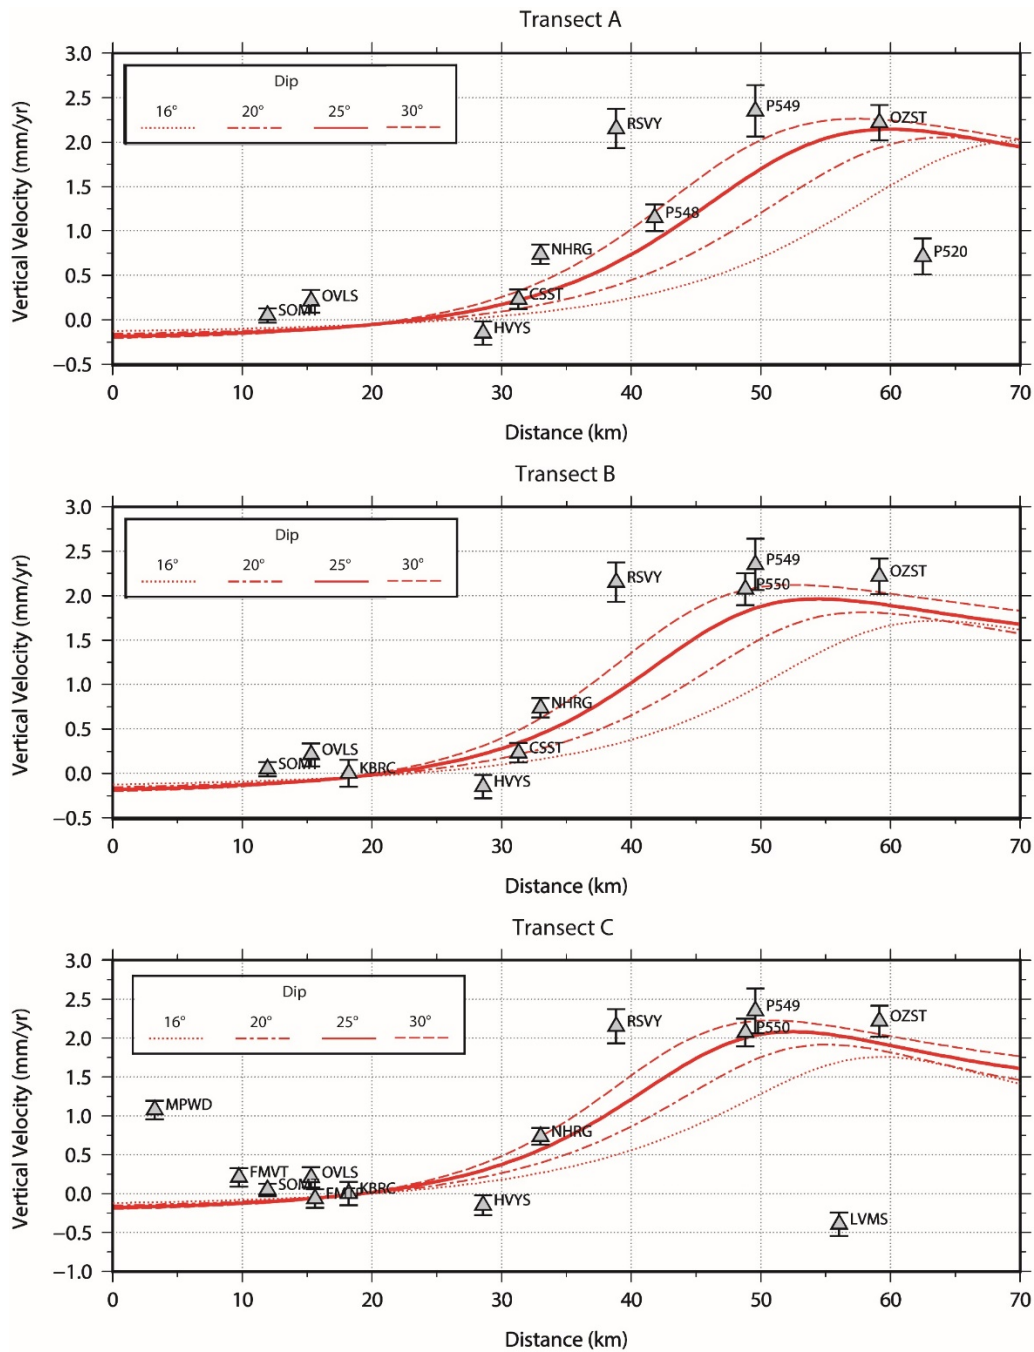 Transect A
Vertical Velocity (mm/yr)
3.0
2.5
2.0
1.5
1.0
0.5
0.0
−0.5
Dip
16° 20° 25° 30°
SOMT
OVLS
HVYS
CSST
NHRG
RSVY
P548
P549
OZST
P520
0 10 20 30 40 50 60 70
Distance (km)
Transect B
Vertical Velocity (mm/yr)
3.0
2.5
2.0
1.5
1.0
0.5
0.0
−0.5
Dip
16° 20° 25° 30°
SOMT
OVLS
KBRC
HVYS
CSST
NHRG
RSVY
P549
P550
OZST
0 10 20 30 40 50 60 70
Distance (km)
Transect C
Vertical Velocity (mm/yr)
3.0
2.5
2.0
1.5
1.0
0.5
0.0
−0.5
−1.0
Dip
16° 20° 25° 30°
MPWD
FMVT
SOMT
OVLS
KBRC
HVYS
NHRG
RSVY
P549
P550
OZST
LVMS
0 10 20 30 40 50 60 70
Distance (km)